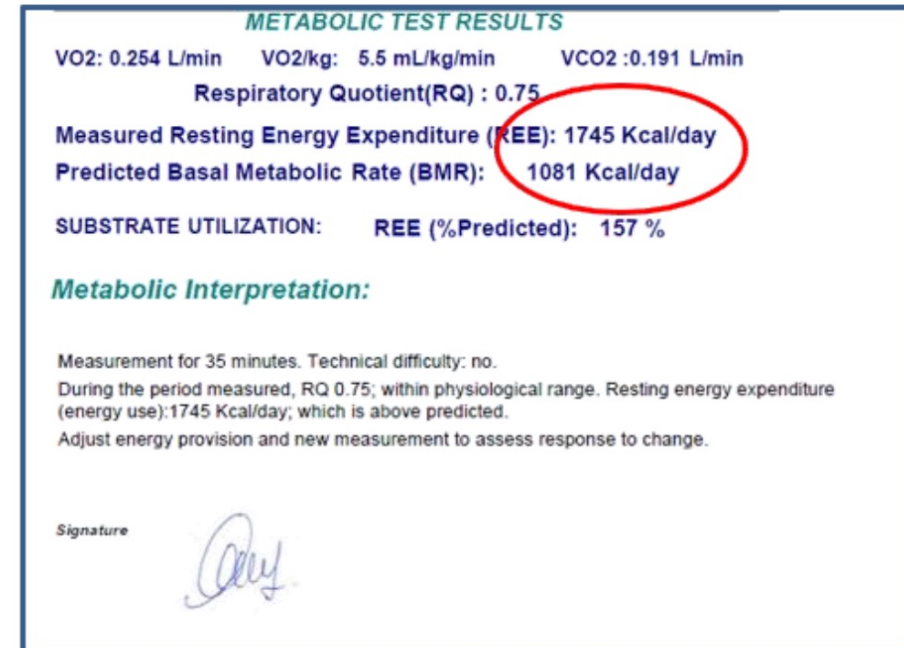 METABOLIC TEST RESULTS
VO2: 0.254 L/min VO2/kg: 5.5 mL/kg/min VCO2 :0.191 L/min
Respiratory Quotient(RQ) : 0.75
Measured Resting Energy Expenditure (REE): 1745 Kcal/day
Predicted Basal Metabolic Rate (BMR): 1081 Kcal/day
SUBSTRATE UTILIZATION: REE (%Predicted): 157 %
Metabolic Interpretation:
Measurement for 35 minutes. Technical difficulty: no.
During the period measured, RQ 0.75; within physiological range. Resting energy expenditure
(energy use):1745 Kcal/day; which is above predicted.
Adjust energy provision and new measurement to assess response to change.
Signature